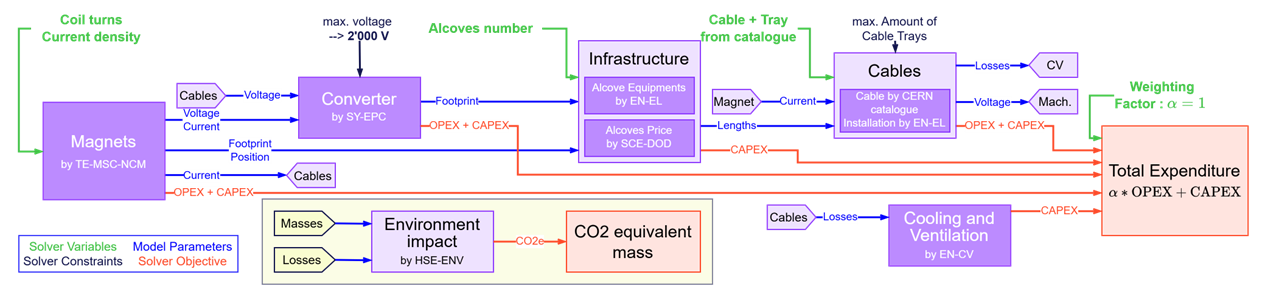 Coil turns
Current density
max. voltage
--> 2'000 V
Alcoves number
Cable + Tray
from catalogue
max. Amount of
Cable Trays
Magnets
by TE-MSC-NCM
Cables
Voltage
Voltage
Current
Converter
by SY-EPC
Footprint
OPEX + CAPEX
Footprint
Position
Current
Cables
OPEX + CAPEX
Infrastructure
Alcove Equipments
by EN-EL
Alcoves Price
by SCE-DOD
Magnet
Current
Lengths
CAPEX
Cables
Cable by CERN
catalogue
Installation by EN-EL
Losses
CV
Voltage
Mach.
OPEX + CAPEX
Weighting
Factor : α = 1
Total Expenditure
α ∗ OPEX + CAPEX
Cables
Losses
Cooling and
Ventilation
by EN-CV
CAPEX
Masses
Losses
Environment
impact
by HSE-ENV
CO2e
CO2 equivalent
mass
Solver Variables
Model Parameters
Solver Constraints
Solver Objective